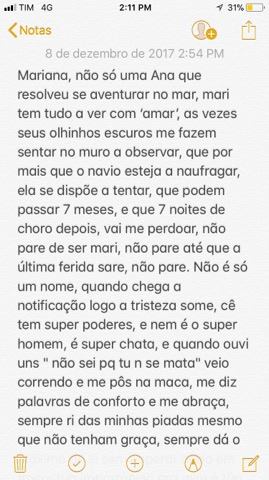 TIM 4G 2:11 PM 31%
Notas
8 de dezembro de 2017 2:54 PM
Mariana, não só uma Ana que
resolveu se aventurar no mar, mari
tem tudo a ver com ‘amar’, as vezes
seus olhinhos escuros me fazem
sentar no muro a observar, que por
mais que o navio esteja a naufragar,
ela se dispõe a tentar, que podem
passar 7 meses, e que 7 noites de
choro depois, vai me perdoar, não
pare de ser mari, não pare até que a
última ferida sare, não pare. Não é só
um nome, quando chega a
notificação logo a tristeza some, cê
tem super poderes, e nem é o super
homem, é super chata, e quando ouvi
uns " não sei pq tu n se mata" veio
correndo e me pôs na maca, me diz
palavras de conforto e me abraça,
sempre ri das minhas piadas mesmo
que não tenham graça, sempre dá o